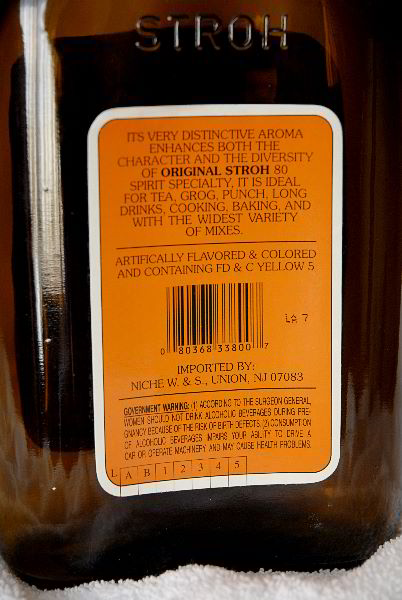 STROH
IT'S VERY DISTINCTIVE AROMA
ENHANCES BOTH THE
CHARACTER AND THE DIVERSITY
OF ORIGINAL STROH 80
SPIRIT SPECIALTY, IT IS IDEAL
FOR TEA, GROG, PUNCH, LONG
DRINKS, COOKING, BAKING, AND
WITH THE WIDEST VARIETY
OF MIXES.
ARTIFICALLY FLAVORED & COLORED
AND CONTAINING FD & C YELLOW 5
LA 7
0 80368 33800 7
IMPORTED BY:
NICHE W. & S., UNION, NJ 07083
GOVERNMENT WARNING: (1) ACCORDING TO THE SURGEON GENERAL,
WOMEN SHOULD NOT DRINK ALCOHOLIC BEVERAGES DURING PRE-
GNANCY BECAUSE OF THE RISK OF BIRTH DEFECTS. (2) CONSUMPTION
OF ALCOHOLIC BEVERAGES IMPAIRS YOUR ABILITY TO DRIVE A
CAR OR OPERATE MACHINERY AND MAY CAUSE HEALTH PROBLEMS.
L A B 1 2 3 4 5